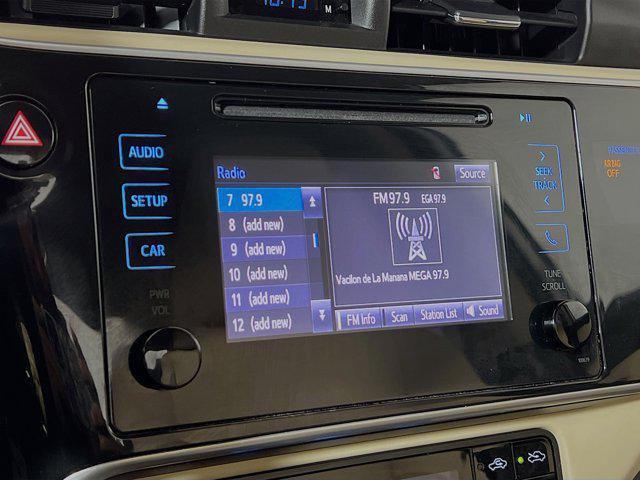 M
AUDIO
SETUP
CAR
PWR
VOL
Radio
Source
7 97.9
8 (add new)
9 (add new)
10 (add new)
11 (add new)
12 (add new)
FM 97.9 EGA 97.9
Vacilon de La Manana MEGA 97.9
FM Info Scan Station List Sound
SEEK
TRACK
TUNE
SCROLL
AIRBAG
OFF